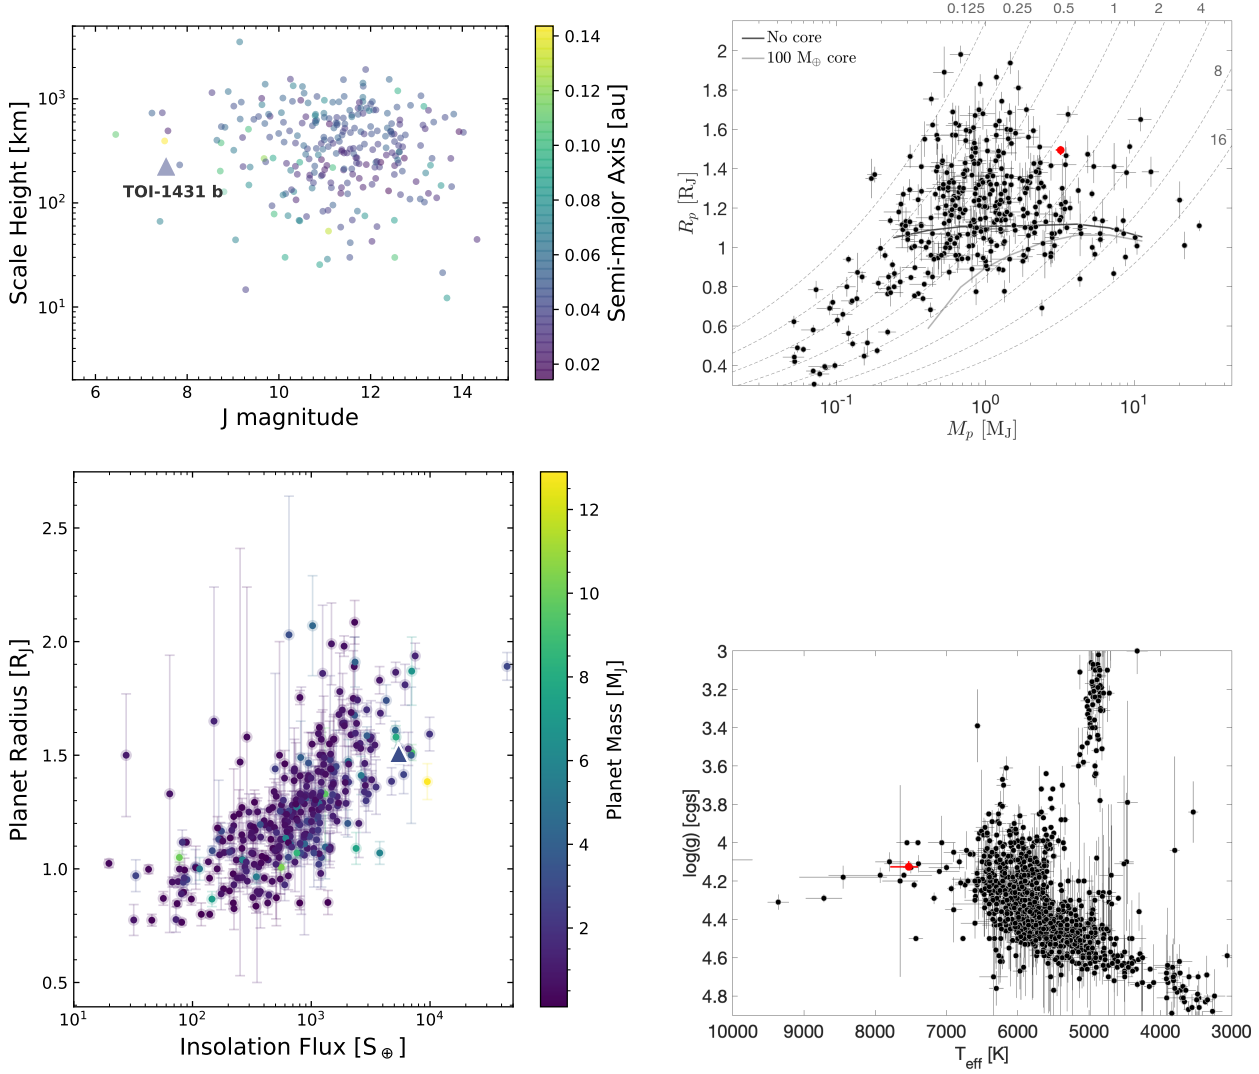 Scale Height [km]
10³
10²
10¹
6 8 10 12 14
J magnitude
TOI-1431 b
0.14
0.12
0.10
0.08
0.06
0.04
0.02
Semi-major Axis [au]
0.125 0.25 0.5 1 2 4
8
16
No core
100 M⊕ core
Rₚ [R_J]
2
1.8
1.6
1.4
1.2
1
0.8
0.6
0.4
10⁻¹ 10⁰ 10¹
Mₚ [M_J]
Planet Radius [R_J]
2.5
2.0
1.5
1.0
0.5
10¹ 10² 10³ 10⁴
Insolation Flux [S⊕]
12
10
8
6
4
2
Planet Mass [M_J]
log(g) [cgs]
3
3.2
3.4
3.6
3.8
4
4.2
4.4
4.6
4.8
10000 9000 8000 7000 6000 5000 4000 3000
T_eff [K]